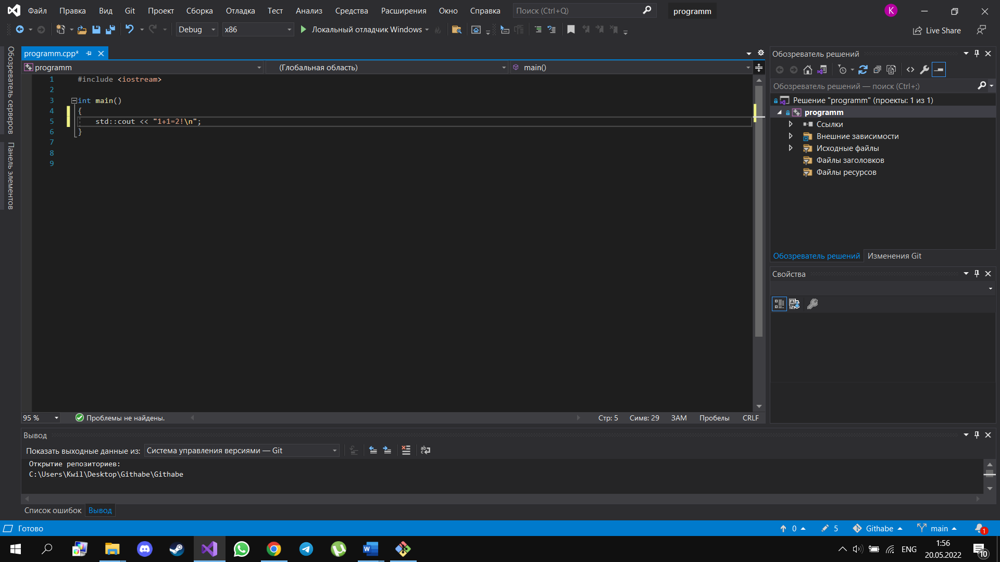 Файл Правка Вид Git Проект Сборка Отладка Тест Анализ Средства Расширения Окно Справка Поиск (Ctrl+Q) programm K
Debug x86 Локальный отладчик Windows Live Share
Обозреватель серверов
Панель элементов
programm.cpp*
programm (Глобальная область) main()
1 #include <iostream>
2
3 int main()
4 {
5 std::cout << "1+1=2!\n";
6 }
7
8
9
95 % Проблемы не найдены. Стр: 5 Симв: 29 ЗАМ Пробелы CRLF
Обозреватель решений
Обозреватель решений — поиск (Ctrl+;)
Решение "programm" (проекты: 1 из 1)
programm
Ссылки
Внешние зависимости
Исходные файлы
Файлы заголовков
Файлы ресурсов
Обозреватель решений Изменения Git
Свойства
Вывод
Показать выходные данные из: Система управления версиями — Git
Открытие репозиториев:
C:\Users\Kwil\Desktop\Githabe\Githabe
Список ошибок Вывод
Готово 0 5 Githabe main 1
ENG 1:56
20.05.2022 10